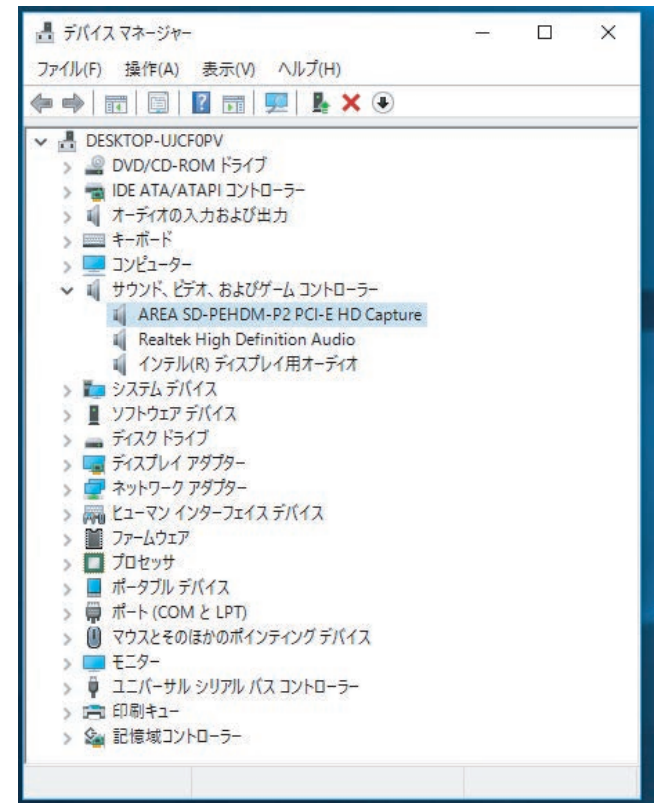 デバイス マネージャー
ファイル(F) 操作(A) 表示(V) ヘルプ(H)
DESKTOP-UJCF0PV
DVD/CD-ROM ドライブ
IDE ATA/ATAPI コントローラー
オーディオの入力および出力
キーボード
コンピューター
サウンド、ビデオ、およびゲーム コントローラー
AREA SD-PEHDM-P2 PCI-E HD Capture
Realtek High Definition Audio
インテル(R) ディスプレイ用オーディオ
システム デバイス
ソフトウェア デバイス
ディスク ドライブ
ディスプレイ アダプター
ネットワーク アダプター
ヒューマン インターフェイス デバイス
ファームウェア
プロセッサ
ポータブル デバイス
ポート (COM と LPT)
マウスとそのほかのポインティング デバイス
モニター
ユニバーサル シリアル バス コントローラー
印刷キュー
記憶域コントローラー